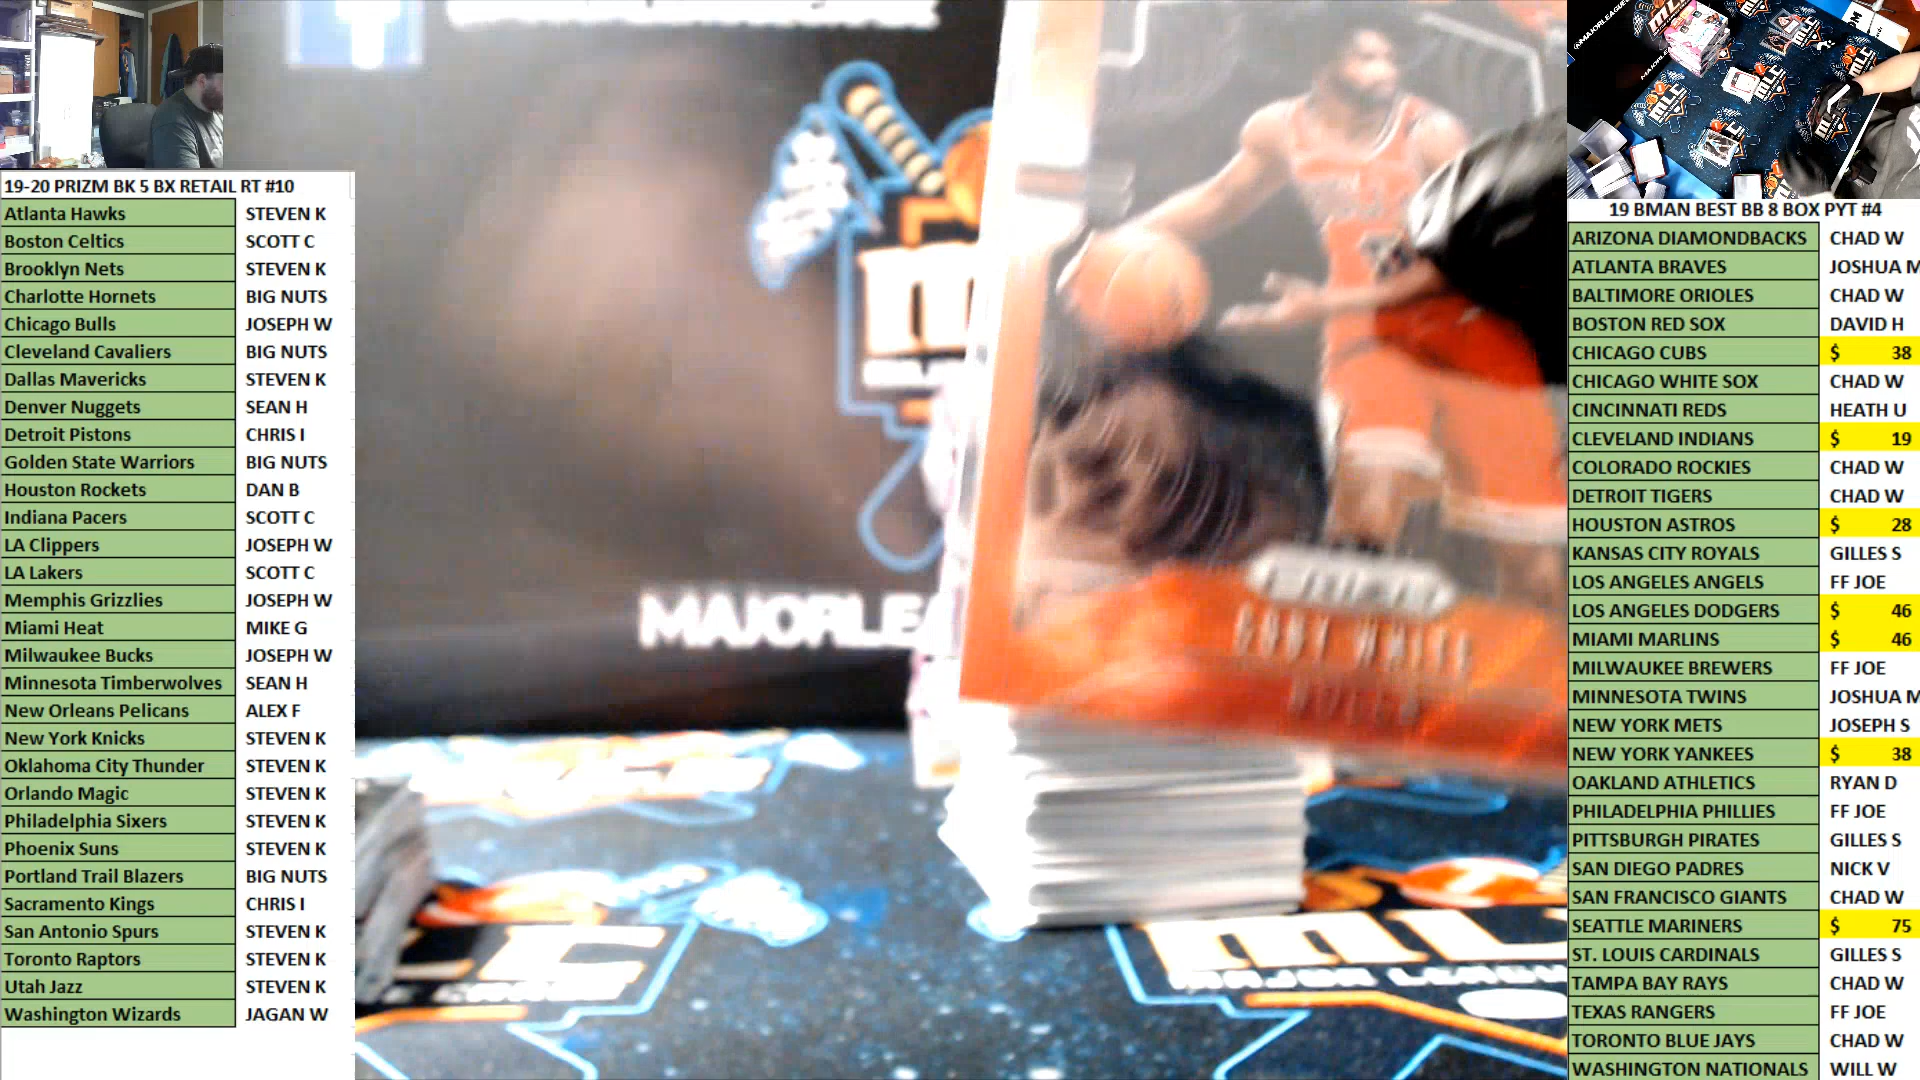 19-20 PRIZM BK 5 BX RETAIL RT #10
Atlanta Hawks STEVEN K
Boston Celtics SCOTT C
Brooklyn Nets STEVEN K
Charlotte Hornets BIG NUTS
Chicago Bulls JOSEPH W
Cleveland Cavaliers BIG NUTS
Dallas Mavericks STEVEN K
Denver Nuggets SEAN H
Detroit Pistons CHRIS I
Golden State Warriors BIG NUTS
Houston Rockets DAN B
Indiana Pacers SCOTT C
LA Clippers JOSEPH W
LA Lakers SCOTT C
Memphis Grizzlies JOSEPH W
Miami Heat MIKE G
Milwaukee Bucks JOSEPH W
Minnesota Timberwolves SEAN H
New Orleans Pelicans ALEX F
New York Knicks STEVEN K
Oklahoma City Thunder STEVEN K
Orlando Magic STEVEN K
Philadelphia Sixers STEVEN K
Phoenix Suns STEVEN K
Portland Trail Blazers BIG NUTS
Sacramento Kings CHRIS I
San Antonio Spurs STEVEN K
Toronto Raptors STEVEN K
Utah Jazz STEVEN K
Washington Wizards JAGAN W
MAJORLEA
COBY WHITE
BULLS
MAJOR LEAGU
19 BMAN BEST BB 8 BOX PYT #4
ARIZONA DIAMONDBACKS CHAD W
ATLANTA BRAVES JOSHUA M
BALTIMORE ORIOLES CHAD W
BOSTON RED SOX DAVID H
CHICAGO CUBS $ 38
CHICAGO WHITE SOX CHAD W
CINCINNATI REDS HEATH U
CLEVELAND INDIANS $ 19
COLORADO ROCKIES CHAD W
DETROIT TIGERS CHAD W
HOUSTON ASTROS $ 28
KANSAS CITY ROYALS GILLES S
LOS ANGELES ANGELS FF JOE
LOS ANGELES DODGERS $ 46
MIAMI MARLINS $ 46
MILWAUKEE BREWERS FF JOE
MINNESOTA TWINS JOSHUA M
NEW YORK METS JOSEPH S
NEW YORK YANKEES $ 38
OAKLAND ATHLETICS RYAN D
PHILADELPHIA PHILLIES FF JOE
PITTSBURGH PIRATES GILLES S
SAN DIEGO PADRES NICK V
SAN FRANCISCO GIANTS CHAD W
SEATTLE MARINERS $ 75
ST. LOUIS CARDINALS GILLES S
TAMPA BAY RAYS CHAD W
TEXAS RANGERS FF JOE
TORONTO BLUE JAYS CHAD W
WASHINGTON NATIONALS WILL W